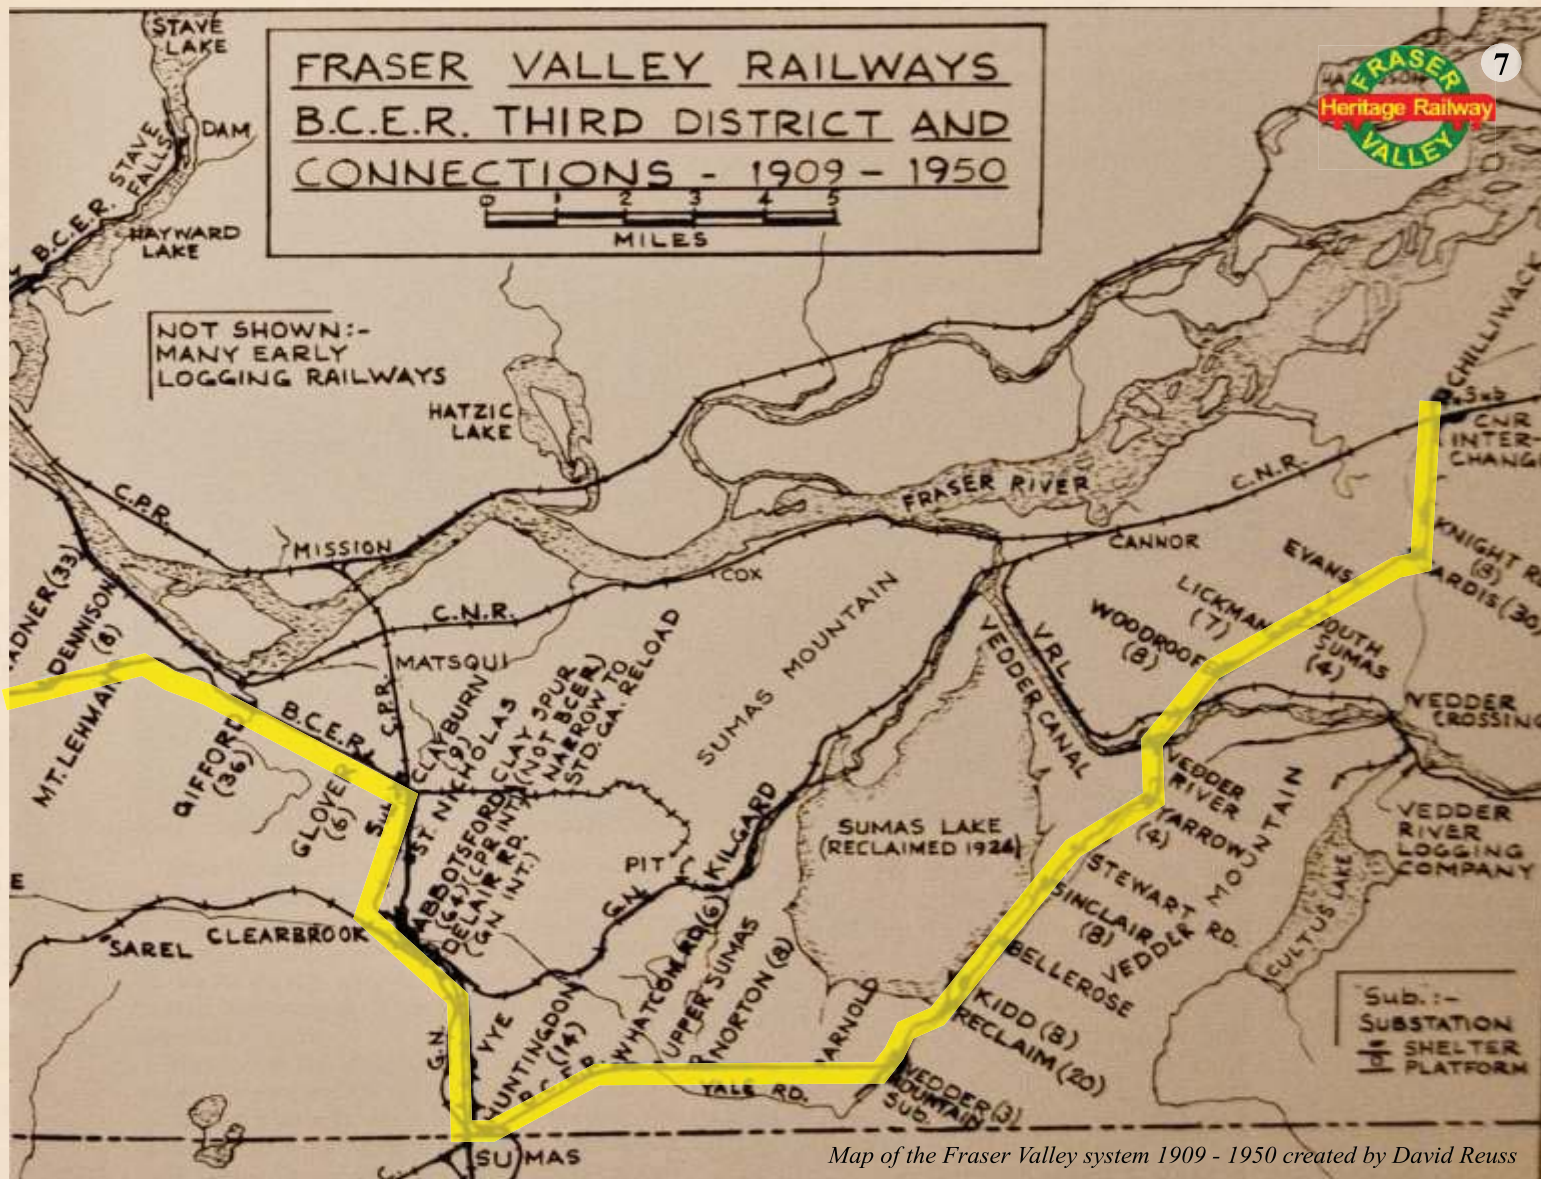 FRASER VALLEY RAILWAYS
B.C.E.R. THIRD DISTRICT AND
CONNECTIONS - 1909 - 1950
0 1 2 3 4 5
MILES
7
FRASER
Heritage Railway
VALLEY
STAVE
LAKE
DAM
STAVE
FALLS
B.C.E.R.
HAYWARD
LAKE
NOT SHOWN:-
MANY EARLY
LOGGING RAILWAYS
HATZIC
LAKE
CHILLIWACK
CNR
INTER-
CHANGE
C.N.R.
FRASER RIVER
C.P.R.
MISSION
CANNOR
COX
C.N.R.
MATSQUI
C.P.R.
B.C.E.R.
DENNISON
(8)
MT. LEHMAN
GIFFORD
(36)
GLOVER
(6)
CLAYBURN
(9)
ST. NICHOLAS
ABBOTSFORD
(64) (CPR INT.)
DELAIR RD.
(GN INT.)
CLAY SPUR
(NOT BCER)
NARROW TO
STD. GA. RELOAD
SUMAS MOUNTAIN
VEDDER CANAL
V.R.L.
WOODROOFE
(8)
LICKMAN
(7)
EVANS
SOUTH
SUMAS
(4)
KNIGHT
(8)
SARDIS (30)
VEDDER
CROSSING
VEDDER
RIVER
YARROW
(4)
STEWART RD.
SINCLAIR
(8)
BELLEROSE
VEDDER MOUNTAIN
KIDD (8)
RECLAIM (20)
VEDDER (3)
MOUNTAIN
Sub.
CULTUS LAKE
VEDDER
RIVER
LOGGING
COMPANY
SUMAS LAKE
(RECLAIMED 1924)
PIT
KILGARD
G.N.
SAREL
CLEARBROOK
G.N.
VYE
HUNTINGDON
(14)
WHATCOM RD (6)
UPPER SUMAS
NORTON (8)
ARNOLD
YALE RD.
SUMAS
"Sub.":-
SUBSTATION
SHELTER
PLATFORM
Map of the Fraser Valley system 1909 - 1950 created by David Reuss